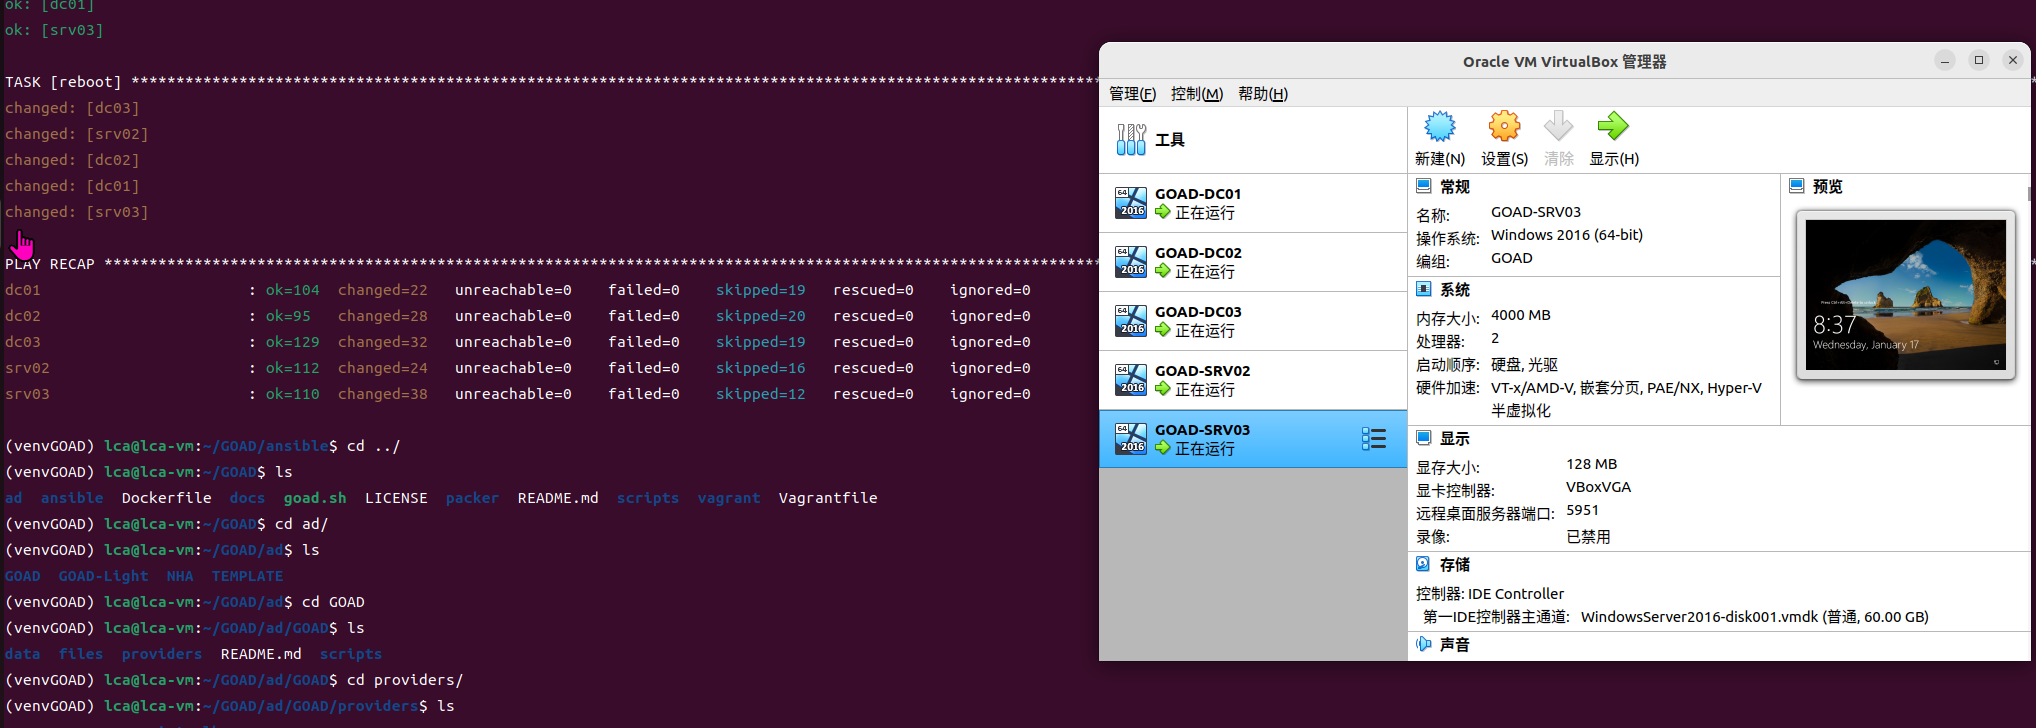 ok: [dc01]
ok: [srv03]
TASK [reboot] ****************************************************************************************************************
changed: [dc03]
changed: [srv02]
changed: [dc02]
changed: [dc01]
changed: [srv03]
PLAY RECAP *******************************************************************************************************************
dc01 : ok=104 changed=22 unreachable=0 failed=0 skipped=19 rescued=0 ignored=0
dc02 : ok=95 changed=28 unreachable=0 failed=0 skipped=20 rescued=0 ignored=0
dc03 : ok=129 changed=32 unreachable=0 failed=0 skipped=19 rescued=0 ignored=0
srv02 : ok=112 changed=24 unreachable=0 failed=0 skipped=16 rescued=0 ignored=0
srv03 : ok=110 changed=38 unreachable=0 failed=0 skipped=12 rescued=0 ignored=0
(venvGOAD) lca@lca-vm:~/GOAD/ansible$ cd ../
(venvGOAD) lca@lca-vm:~/GOAD$ ls
ad ansible Dockerfile docs goad.sh LICENSE packer README.md scripts vagrant Vagrantfile
(venvGOAD) lca@lca-vm:~/GOAD$ cd ad/
(venvGOAD) lca@lca-vm:~/GOAD/ad$ ls
GOAD GOAD-Light NHA TEMPLATE
(venvGOAD) lca@lca-vm:~/GOAD/ad$ cd GOAD
(venvGOAD) lca@lca-vm:~/GOAD/ad/GOAD$ ls
data files providers README.md scripts
(venvGOAD) lca@lca-vm:~/GOAD/ad/GOAD$ cd providers/
(venvGOAD) lca@lca-vm:~/GOAD/ad/GOAD/providers$ ls
Oracle VM VirtualBox 管理器
管理(F) 控制(M) 帮助(H)
工具
GOAD-DC01
正在运行
GOAD-DC02
正在运行
GOAD-DC03
正在运行
GOAD-SRV02
正在运行
GOAD-SRV03
正在运行
新建(N) 设置(S) 清除 显示(H)
常规
名称: GOAD-SRV03
操作系统: Windows 2016 (64-bit)
编组: GOAD
系统
内存大小: 4000 MB
处理器: 2
启动顺序: 硬盘, 光驱
硬件加速: VT-x/AMD-V, 嵌套分页, PAE/NX, Hyper-V
半虚拟化
预览
8:37
Wednesday, January 17
显示
显存大小: 128 MB
显卡控制器: VBoxVGA
远程桌面服务器端口: 5951
录像: 已禁用
存储
控制器: IDE Controller
第一IDE控制器主通道: WindowsServer2016-disk001.vmdk (普通, 60.00 GB)
声音